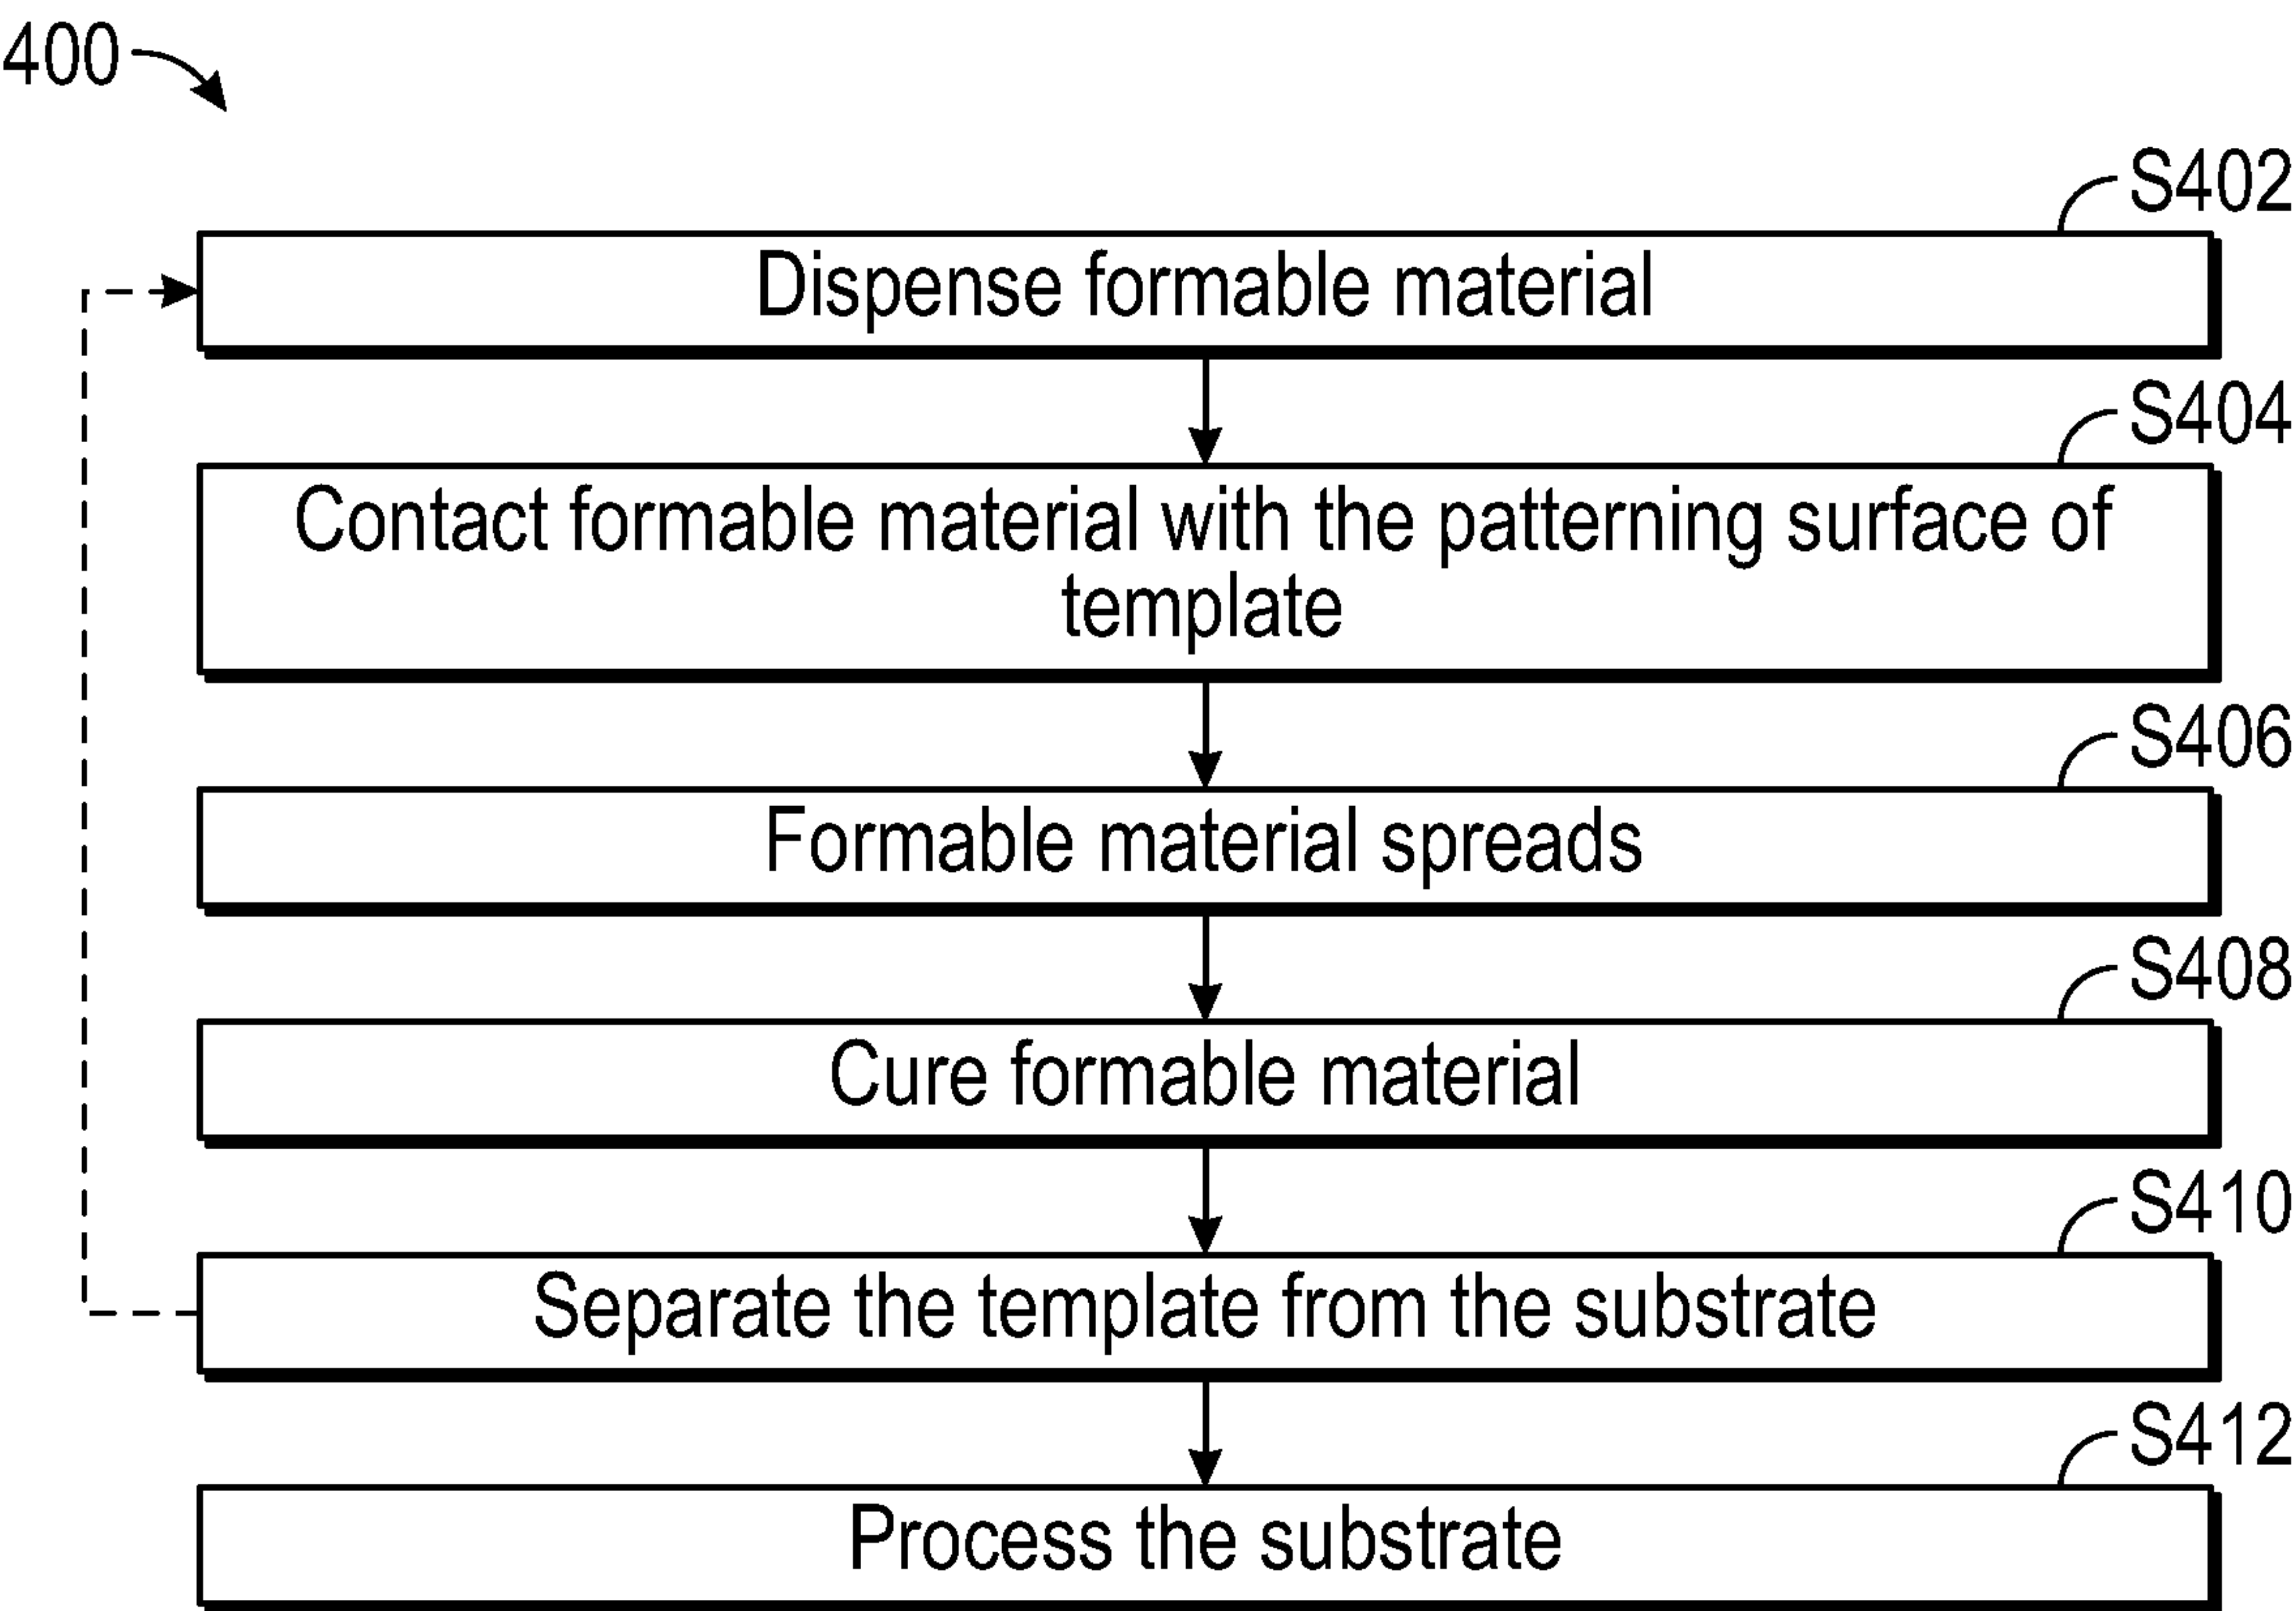 400
S402
Dispense formable material
S404
Contact formable material with the patterning surface of
template
S406
Formable material spreads
S408
Cure formable material
S410
Separate the template from the substrate
S412
Process the substrate